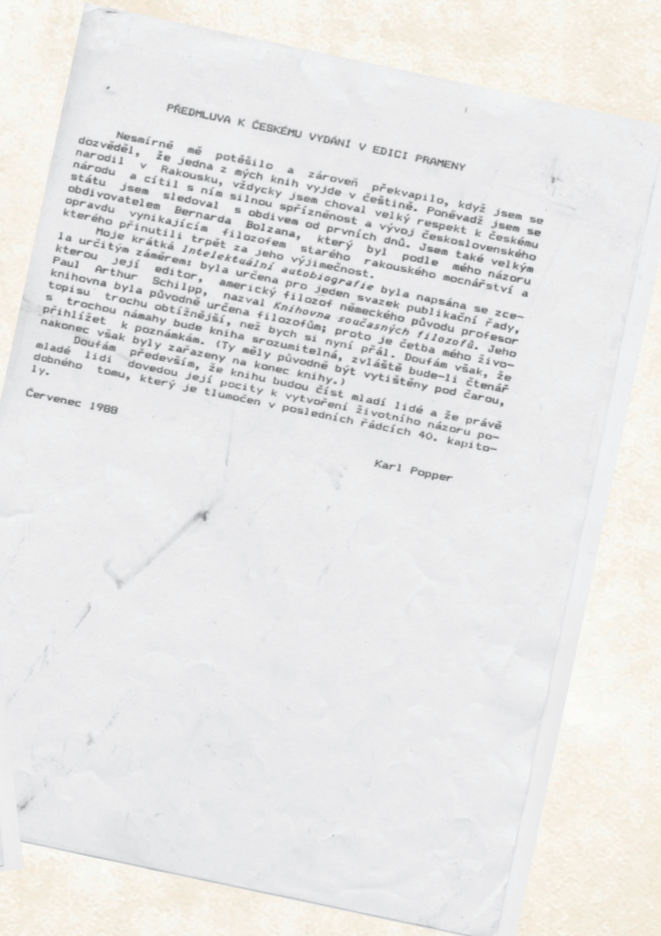 PŘEDMLUVA K ČESKÉMU VYDÁNÍ V EDICI PRAMENY
Nesmírně mě potěšilo a zároveň překvapilo, když jsem se
dozvěděl, že jedna z mých knih vyjde v češtině. Poněvadž jsem se
narodil v Rakousku, vždycky jsem choval velký respekt k českému
národu a cítil s ním silnou spřízněnost a vývoj československého
státu jsem sledoval s obdivem od prvních dnů. Jsem také velkým
obdivovatelem Bernarda Bolzana, který byl podle mého názoru
opravdu vynikajícím filozofem starého rakouského mocnářství a
kterého přinutili trpět za jeho výjimečnost.
Moje krátká Intelektuální autobiografie byla napsána se zce-
la určitým záměrem: byla určena pro jeden svazek publikační řady,
kterou její editor, americký filozof německého původu profesor
Paul Arthur Schilpp, nazval Knihovna současných filozofů. Jeho
knihovna byla původně určena filozofům; proto je četba mého živo-
topisu trochu obtížnější, než bych si nyní přál. Doufám však, že
s trochou námahy bude kniha srozumitelná, zvláště bude-li čtenář
přihlížet k poznámkám. (Ty měly původně být vytištěny pod čarou,
nakonec však byly zařazeny na konec knihy.)
Doufám především, že knihu budou číst mladí lidé a že právě
mladé lidi dovedou její pocity k vytvoření životního názoru po-
dobného tomu, který je tlumočen v posledních řádcích 40. kapito-
ly.
Červenec 1988
Karl Popper